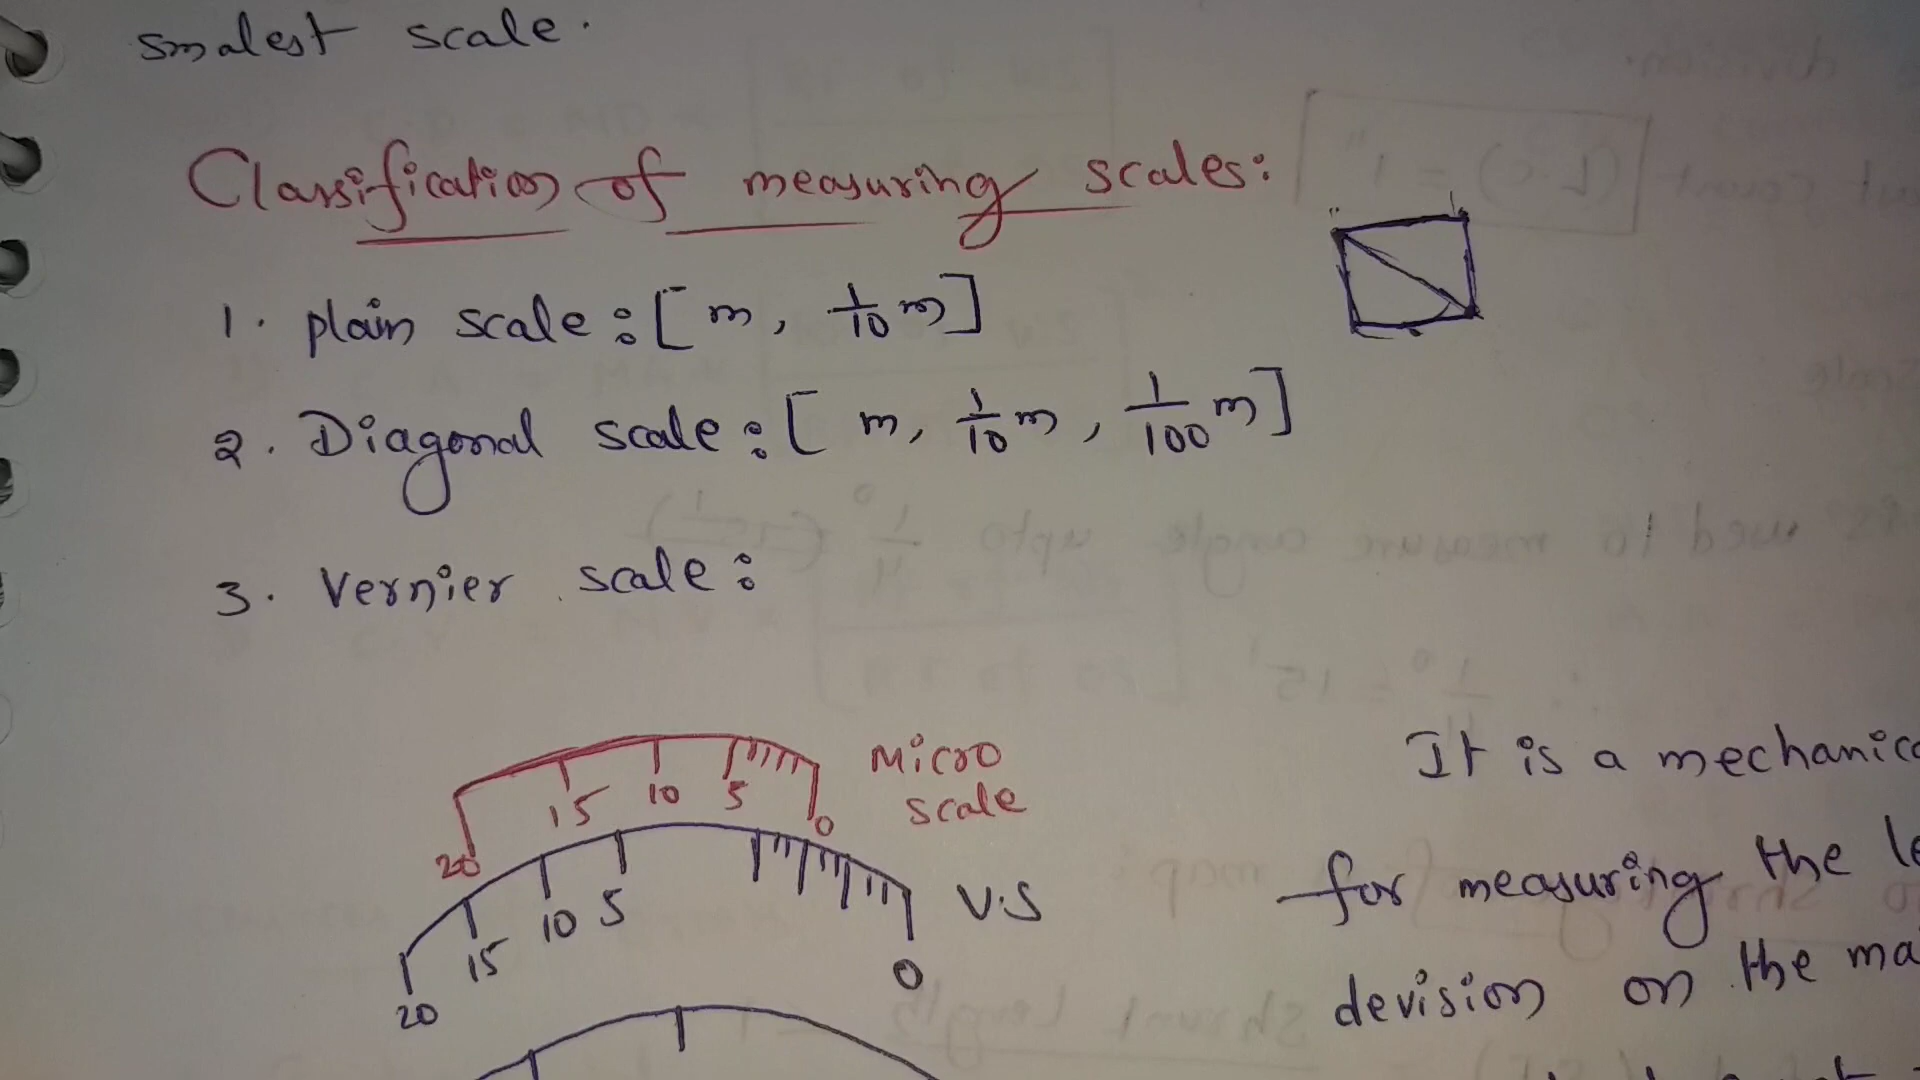 smalest scale.
Classification of measuring scales:
1. plain scale: [m, 1/10 m]
2. Diagonal scale: [m, 1/10 m, 1/100 m]
3. Vernier scale:
Micro
scale
20 15 10 5 0
V.S
20 15 10 5 0
It is a mechanic
for measuring the le
devision on the ma